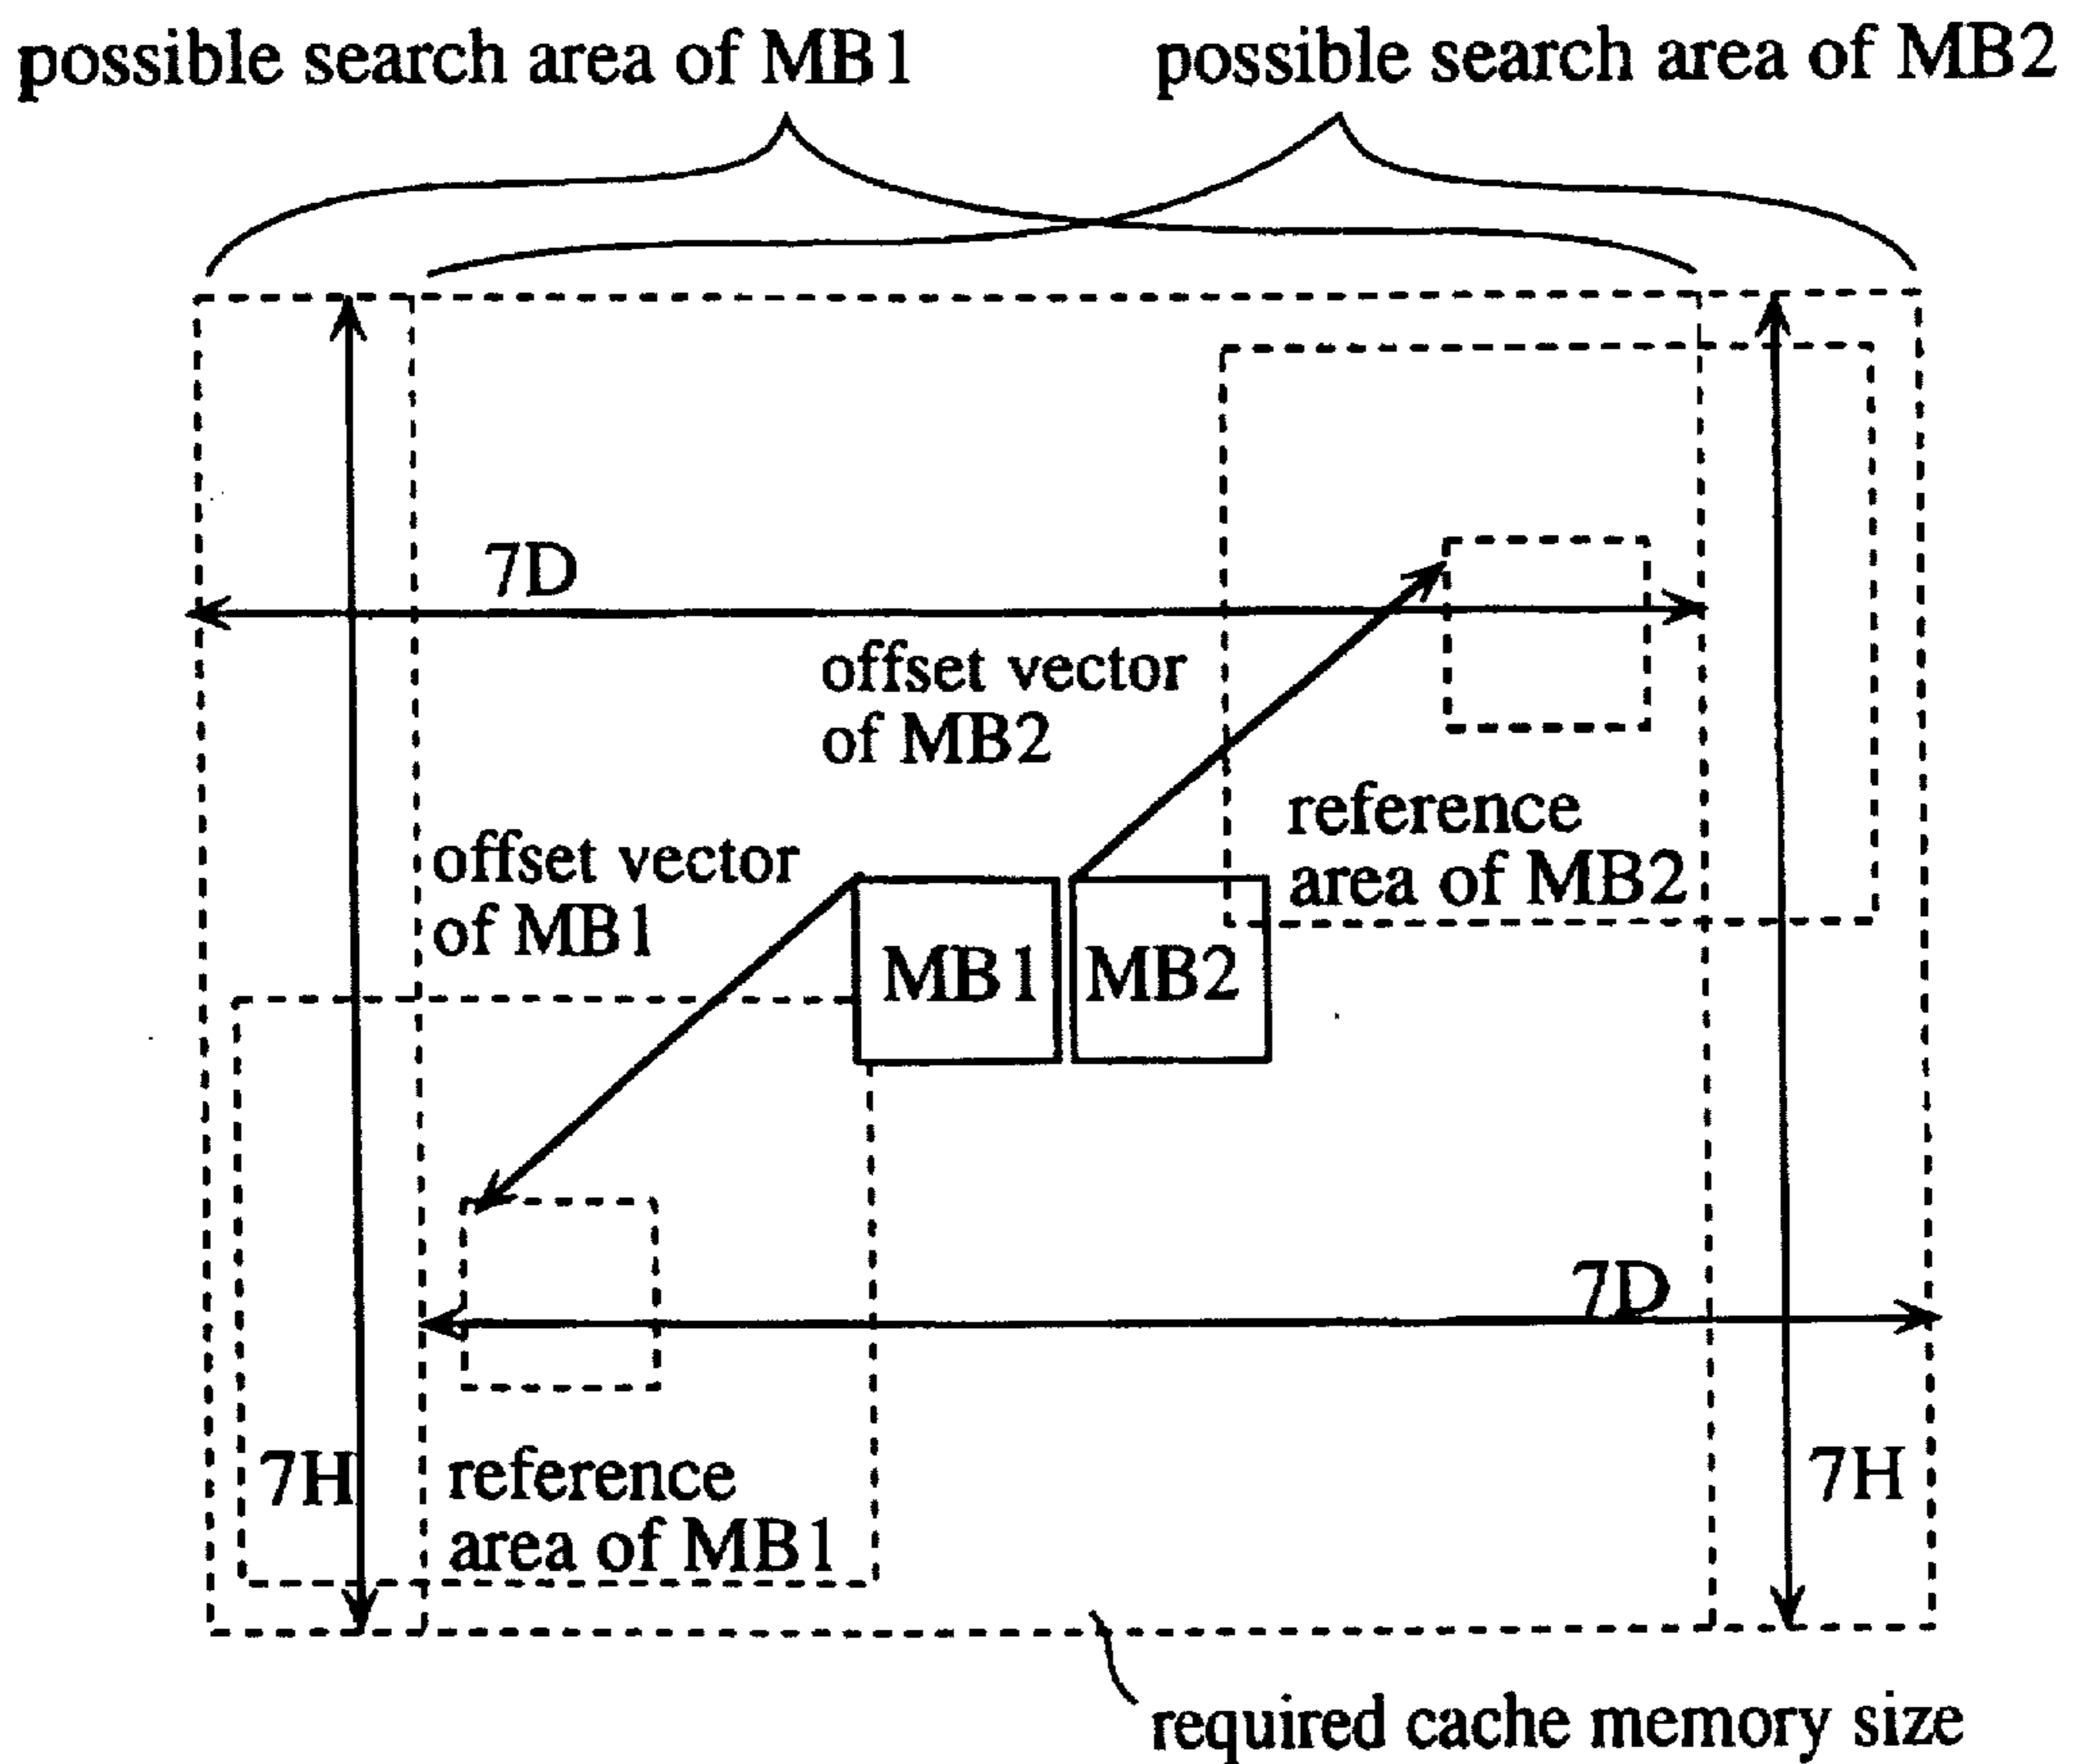 possible search area of MB1
possible search area of MB2
7D
offset vector
of MB2
reference
area of MB2
offset vector
of MB1
MB1
MB2
7D
7H
reference
area of MB1
7H
required cache memory size